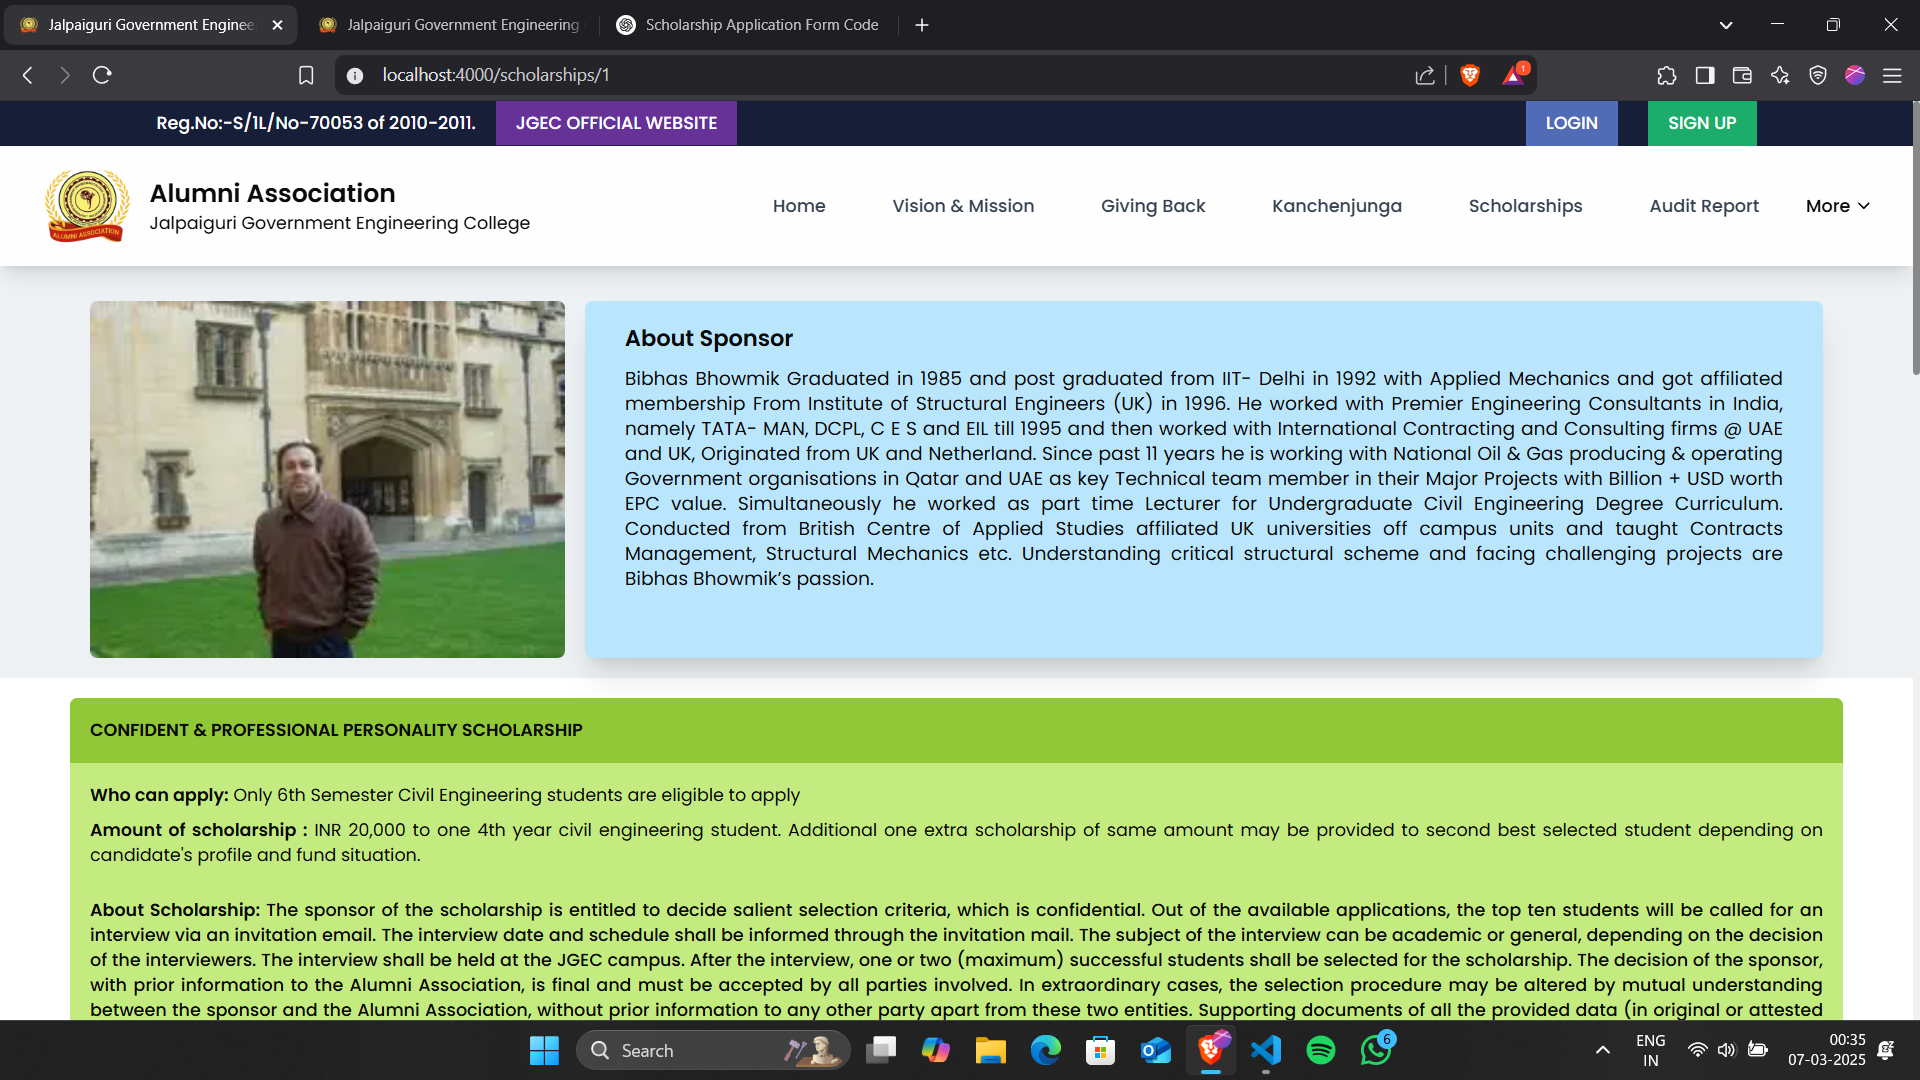 Jalpaiguri Government Enginee
Jalpaiguri Government Engineering
Scholarship Application Form Code
localhost:4000/scholarships/1
1
Reg.No:-S/1L/No-70053 of 2010-2011.
JGEC OFFICIAL WEBSITE
LOGIN
SIGN UP
ALUMNI ASSOCIATION
Alumni Association
Jalpaiguri Government Engineering College
Home
Vision & Mission
Giving Back
Kanchenjunga
Scholarships
Audit Report
More
About Sponsor
Bibhas Bhowmik Graduated in 1985 and post graduated from IIT- Delhi in 1992 with Applied Mechanics and got affiliated
membership From Institute of Structural Engineers (UK) in 1996. He worked with Premier Engineering Consultants in India,
namely TATA- MAN, DCPL, C E S and EIL till 1995 and then worked with International Contracting and Consulting firms @ UAE
and UK, Originated from UK and Netherland. Since past 11 years he is working with National Oil & Gas producing & operating
Government organisations in Qatar and UAE as key Technical team member in their Major Projects with Billion + USD worth
EPC value. Simultaneously he worked as part time Lecturer for Undergraduate Civil Engineering Degree Curriculum.
Conducted from British Centre of Applied Studies affiliated UK universities off campus units and taught Contracts
Management, Structural Mechanics etc. Understanding critical structural scheme and facing challenging projects are
Bibhas Bhowmik’s passion.
CONFIDENT & PROFESSIONAL PERSONALITY SCHOLARSHIP
Who can apply: Only 6th Semester Civil Engineering students are eligible to apply
Amount of scholarship : INR 20,000 to one 4th year civil engineering student. Additional one extra scholarship of same amount may be provided to second best selected student depending on
candidate's profile and fund situation.
About Scholarship: The sponsor of the scholarship is entitled to decide salient selection criteria, which is confidential. Out of the available applications, the top ten students will be called for an
interview via an invitation email. The interview date and schedule shall be informed through the invitation mail. The subject of the interview can be academic or general, depending on the decision
of the interviewers. The interview shall be held at the JGEC campus. After the interview, one or two (maximum) successful students shall be selected for the scholarship. The decision of the sponsor,
with prior information to the Alumni Association, is final and must be accepted by all parties involved. In extraordinary cases, the selection procedure may be altered by mutual understanding
between the sponsor and the Alumni Association, without prior information to any other party apart from these two entities. Supporting documents of all the provided data (in original or attested
Search
6
ENG
IN
00:35
07-03-2025